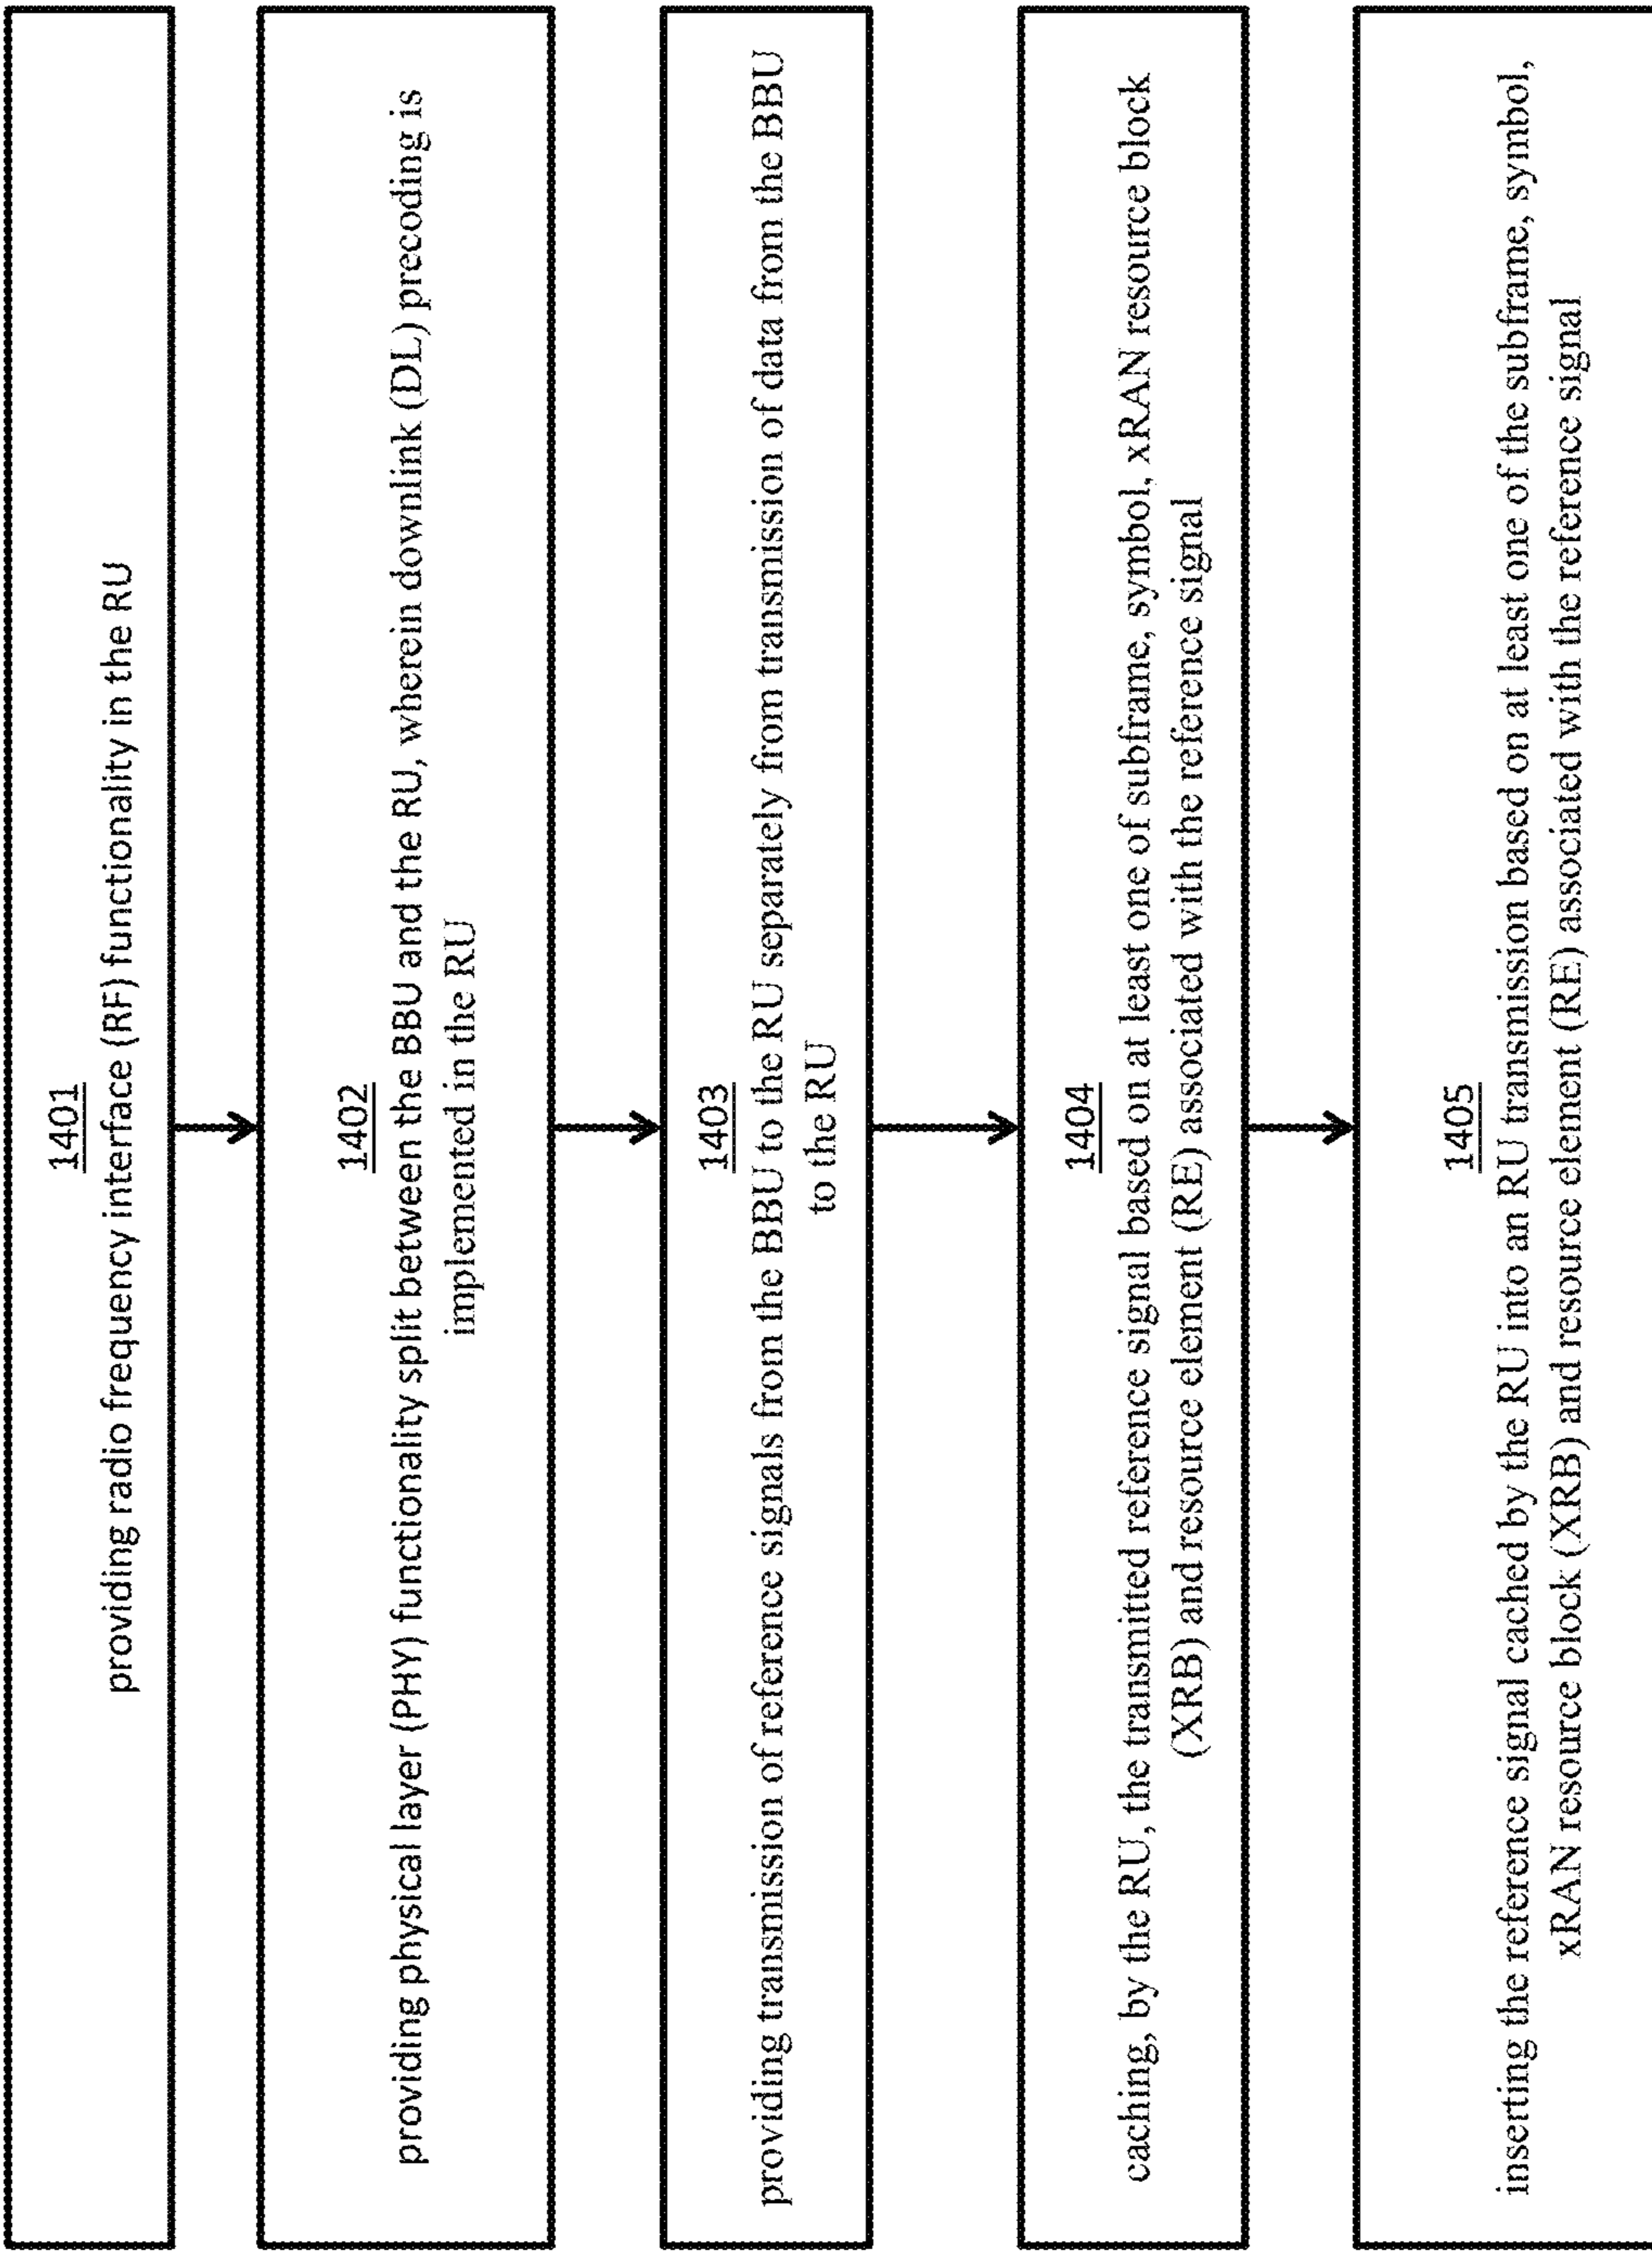 1401
providing radio frequency interface (RF) functionality in the RU
1402
providing physical layer (PHY) functionality split between the BBU and the RU, wherein downlink (DL) precoding is
implemented in the RU
1403
providing transmission of reference signals from the BBU to the RU separately from transmission of data from the BBU
to the RU
1404
caching, by the RU, the transmitted reference signal based on at least one of subframe, symbol, xRAN resource block
(XRB) and resource element (RE) associated with the reference signal
1405
inserting the reference signal cached by the RU into an RU transmission based on at least one of the subframe, symbol,
xRAN resource block (XRB) and resource element (RE) associated with the reference signal